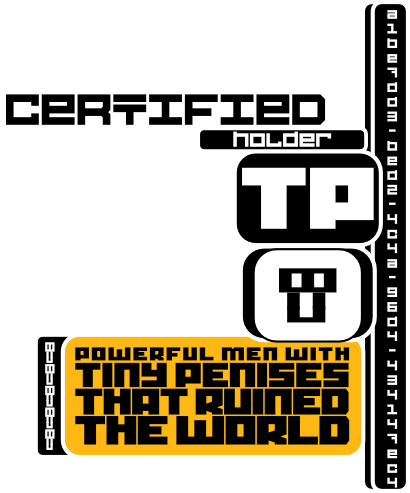 CERTIFIED
holder
TP
POWERFUL MEN WITH
TINY PENISES
THAT RUINED
THE WORLD